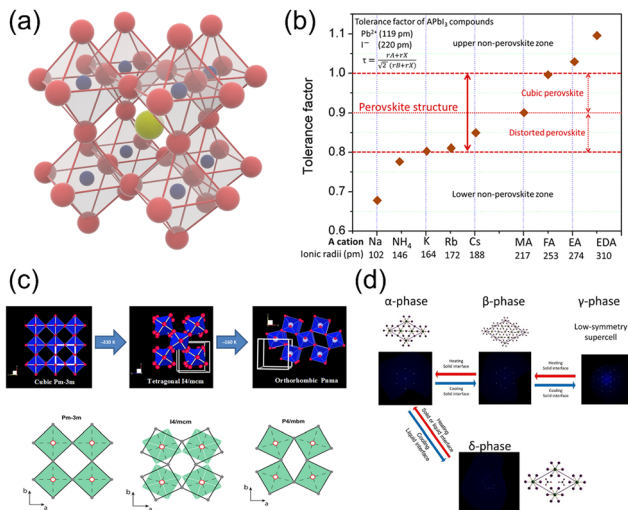 (a)
(b)
Tolerance factor of APbI₃ compounds
Pb²⁺ (119 pm)
I⁻ (220 pm)
τ = rA+rX / √2 (rB+rX)
upper non-perovskite zone
Perovskite structure
Cubic perovskite
Distorted perovskite
Lower non-perovskite zone
Tolerance factor
1.1
1.0
0.9
0.8
0.7
0.6
A cation Na NH₄ K Rb Cs MA FA EA EDA
Ionic radii (pm) 102 146 164 172 188 217 253 274 310
(c)
Cubic Pm-3m
~330 K
Tetragonal I4/mcm
~160 K
Orthorhombic Pnma
Pm-3m
I4/mcm
P4/mbm
b
a
b
a
b
a
(d)
α-phase
β-phase
γ-phase
Low-symmetry
supercell
Heating
Solid interface
Cooling
Solid interface
Heating
Solid interface
Cooling
Solid interface
Heating
Solid or liquid interface
Cooling
Liquid interface
δ-phase